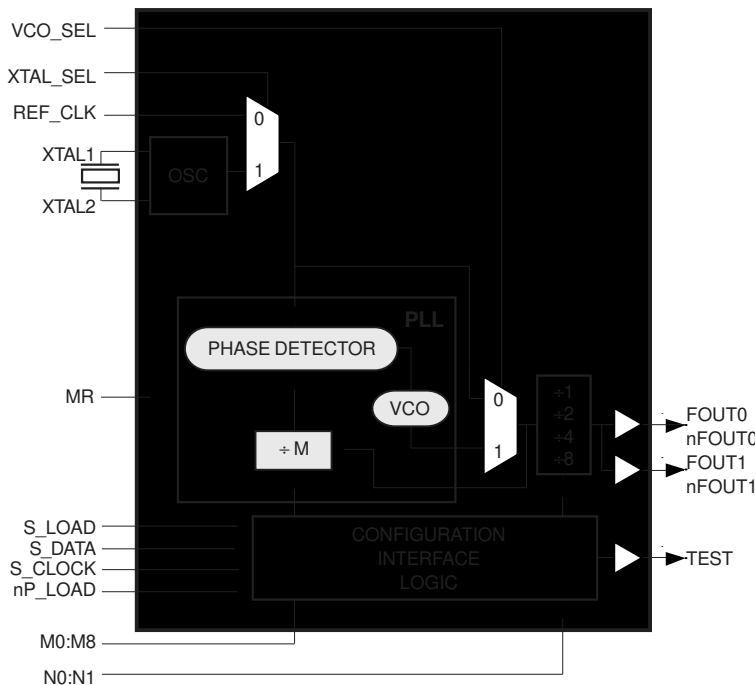 VCO_SEL
XTAL_SEL
REF_CLK
0
XTAL1
OSC
1
XTAL2
PLL
PHASE DETECTOR
MR
VCO
0
÷1
÷2
÷4
÷8
FOUT0
nFOUT0
÷ M
1
FOUT1
nFOUT1
S_LOAD
S_DATA
S_CLOCK
nP_LOAD
CONFIGURATION
INTERFACE
LOGIC
TEST
M0:M8
N0:N1